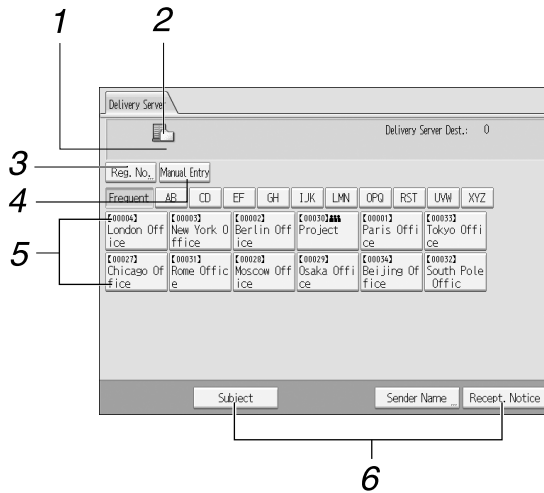 1 2
Delivery Server
Delivery Server Dest.: 0
3 Reg. No. Manual Entry
4 Frequent AB CD EF GH IJK LMN OPQ RST UVW XYZ
5
【00004】 【00003】 【00002】 【00030】 【00001】 【00033】
London Off New York O Berlin Off Project Paris Offi Tokyo Offi
ice ffice ice ce ce
【00027】 【00031】 【00028】 【00029】 【00034】 【00032】
Chicago Of Rome Offic Moscow Off Osaka Offi Beijing Of South Pole
fice e ice ce fice Offic
Subject Sender Name Recept. Notice
6